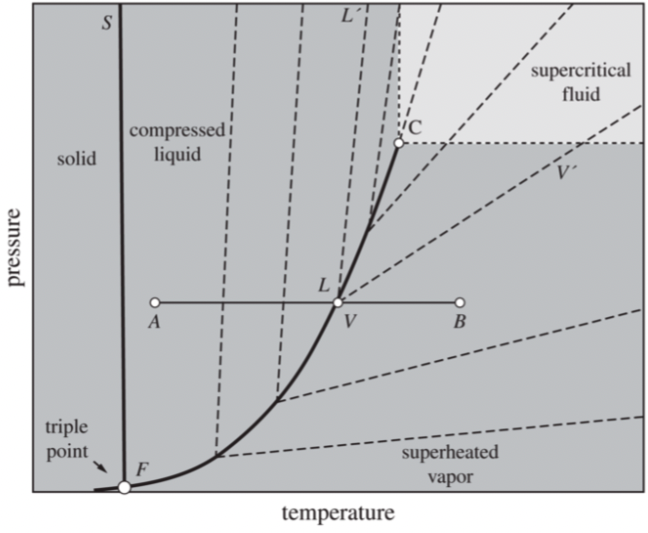 S
L´
supercritical
fluid
C
compressed
liquid
solid
V´
pressure
L
A
V
B
triple
point
F
superheated
vapor
temperature